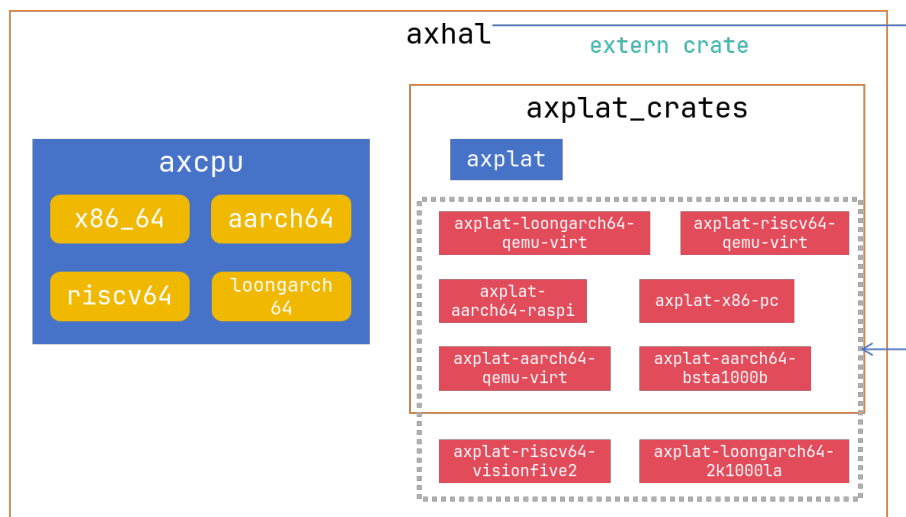 axhal
extern crate
axplat_crates
axcpu
axplat
x86_64
aarch64
riscv64
loongarch
64
axplat-loongarch64-
qemu-virt
axplat-riscv64-
qemu-virt
axplat-
aarch64-raspi
axplat-x86-pc
axplat-aarch64-
qemu-virt
axplat-aarch64-
bsta1000b
axplat-riscv64-
visionfive2
axplat-loongarch64-
2k1000la